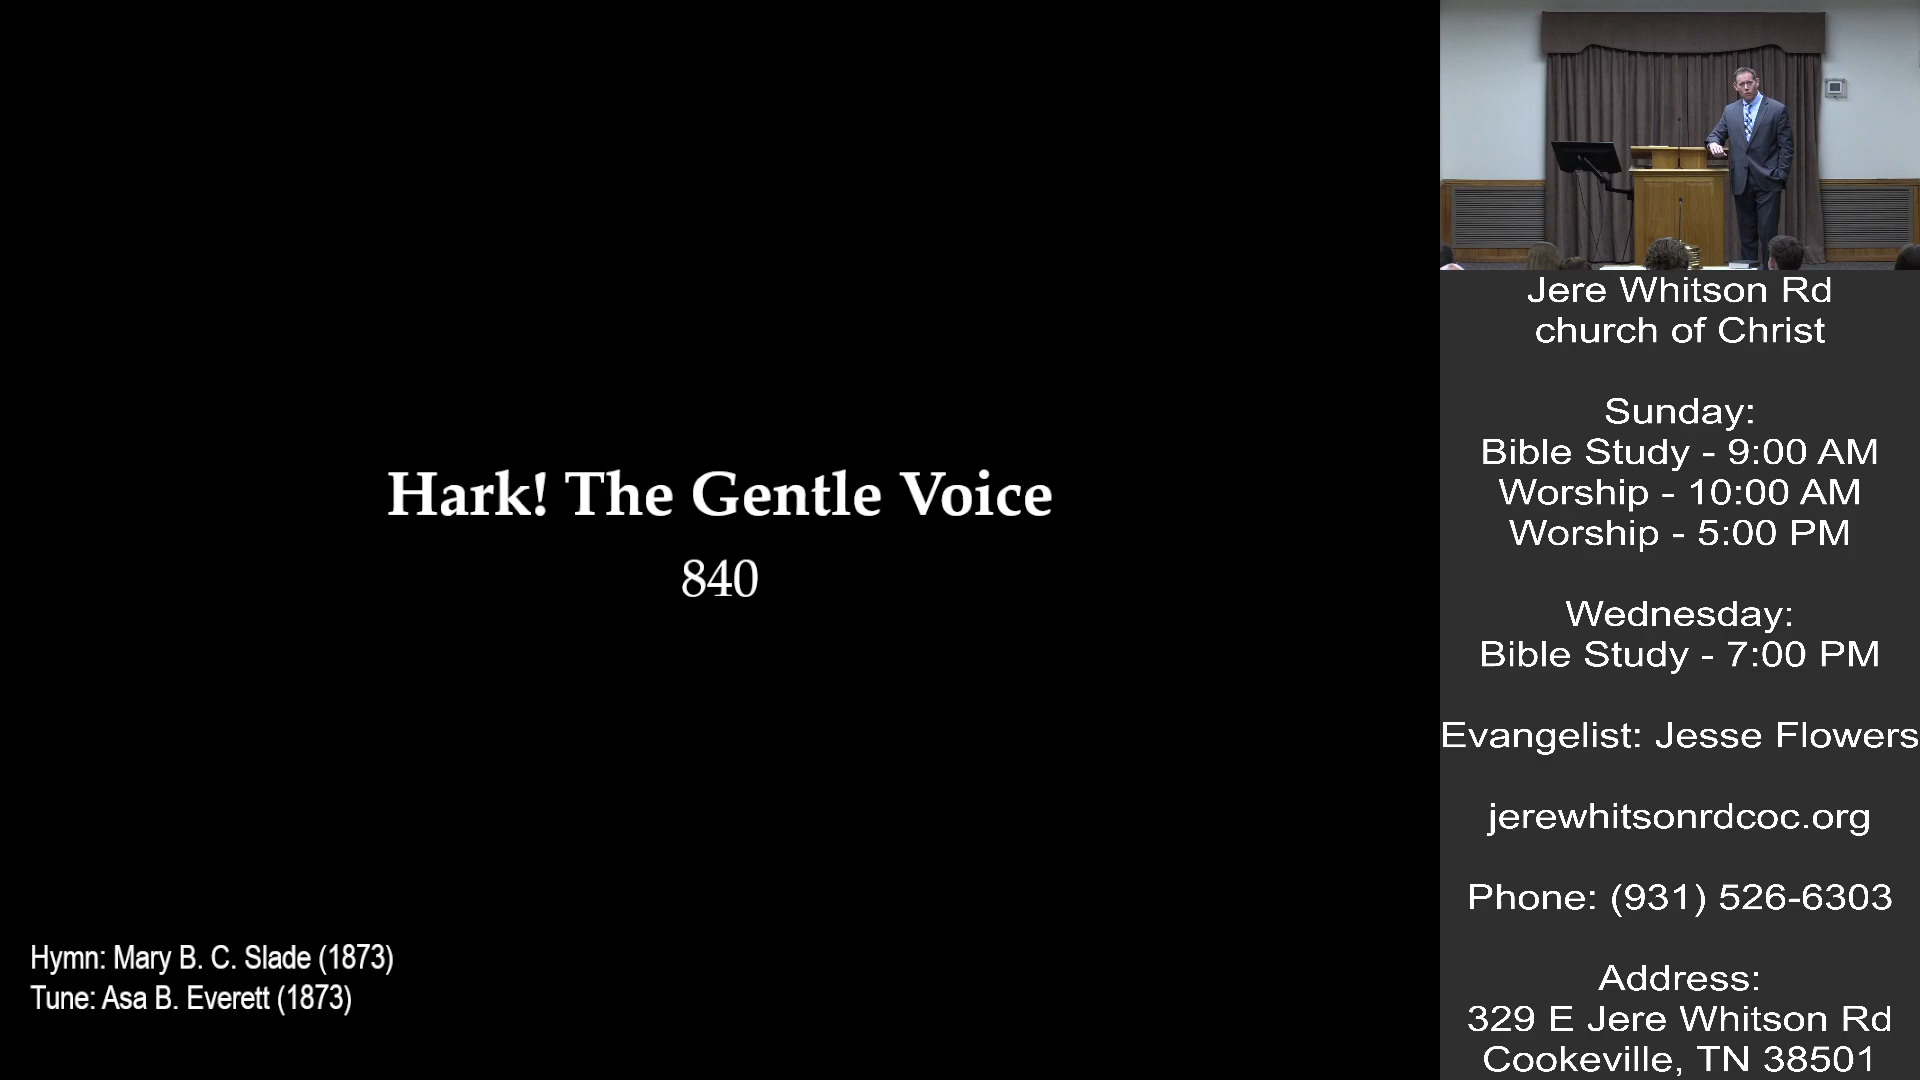 Hark! The Gentle Voice
840
Hymn: Mary B. C. Slade (1873)
Tune: Asa B. Everett (1873)
Jere Whitson Rd
church of Christ
Sunday:
Bible Study - 9:00 AM
Worship - 10:00 AM
Worship - 5:00 PM
Wednesday:
Bible Study - 7:00 PM
Evangelist: Jesse Flowers
jerewhitsonrdcoc.org
Phone: (931) 526-6303
Address:
329 E Jere Whitson Rd
Cookeville, TN 38501